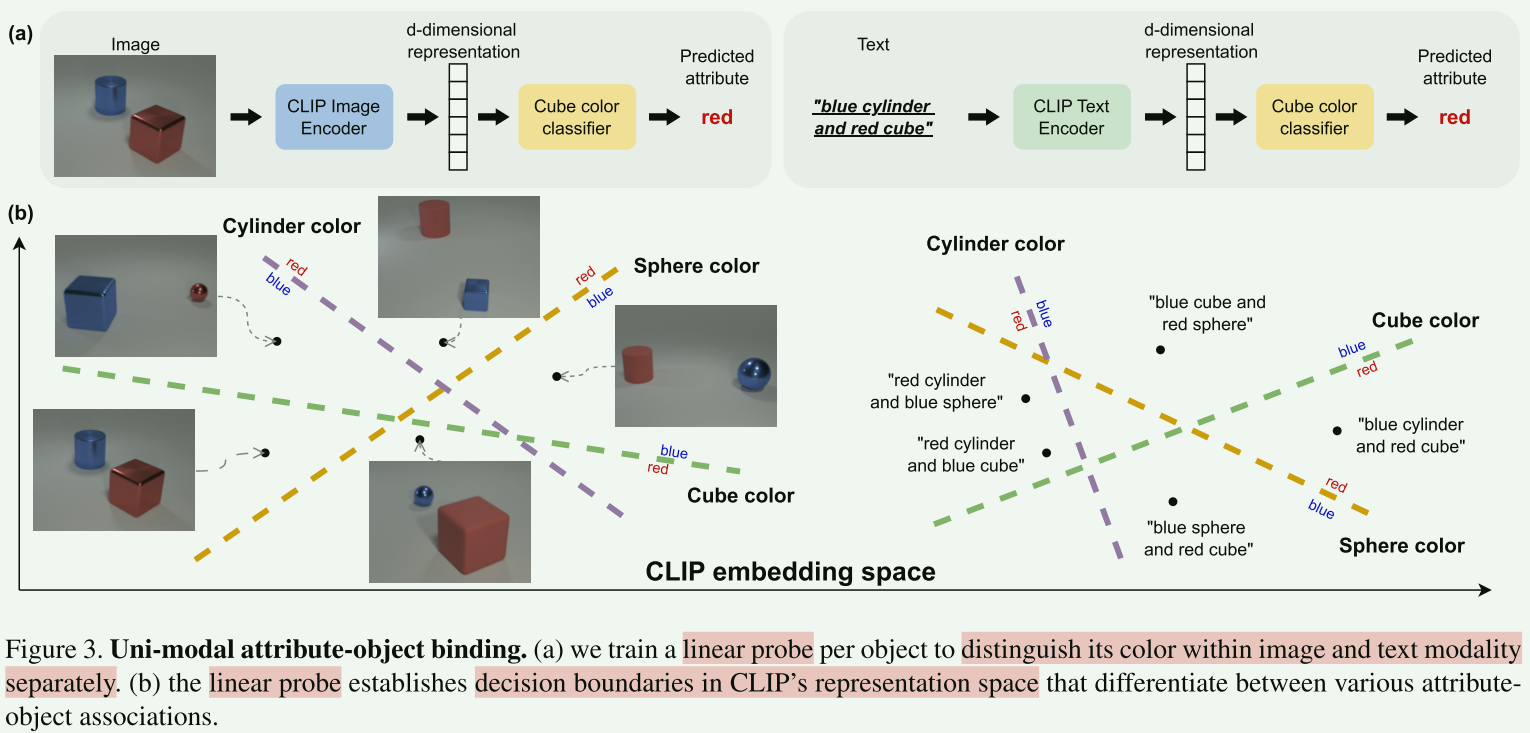 (a)
Image
d-dimensional
representation
Predicted
attribute
CLIP Image
Encoder
Cube color
classifier
red
Text
d-dimensional
representation
Predicted
attribute
"blue cylinder
and red cube"
CLIP Text
Encoder
Cube color
classifier
red
(b)
Cylinder color
red
blue
red
blue
Sphere color
blue
red
Cube color
Cylinder color
blue
red
"blue cube and
red sphere"
Cube color
blue
red
"red cylinder
and blue sphere"
"red cylinder
and blue cube"
"blue cylinder
and red cube"
"blue sphere
and red cube"
red
blue
Sphere color
CLIP embedding space
Figure 3. Uni-modal attribute-object binding. (a) we train a linear probe per object to distinguish its color within image and text modality
separately. (b) the linear probe establishes decision boundaries in CLIP's representation space that differentiate between various attribute-
object associations.